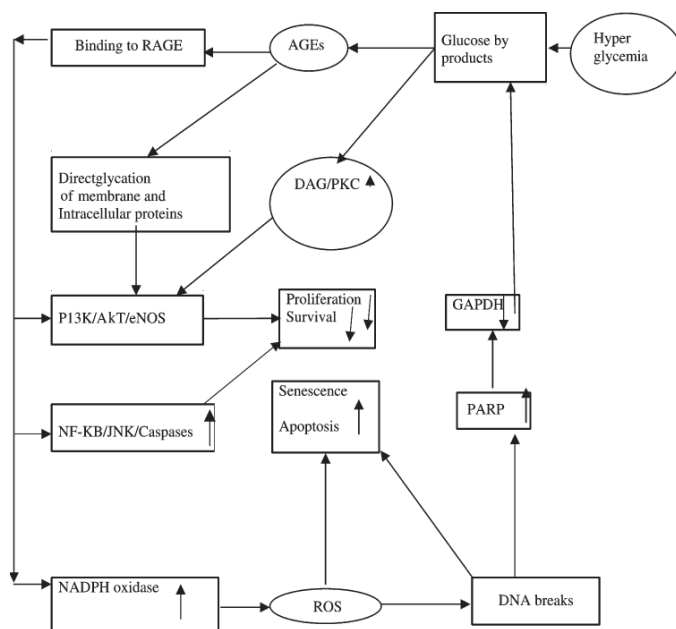 Binding to RAGE
AGEs
Glucose by
products
Hyper
glycemia
Directglycation
of membrane and
Intracellular proteins
DAG/PKC
P13K/AkT/eNOS
Proliferation
Survival
GAPDH
NF-KB/JNK/Caspases
Senescence
Apoptosis
PARP
NADPH oxidase
ROS
DNA breaks